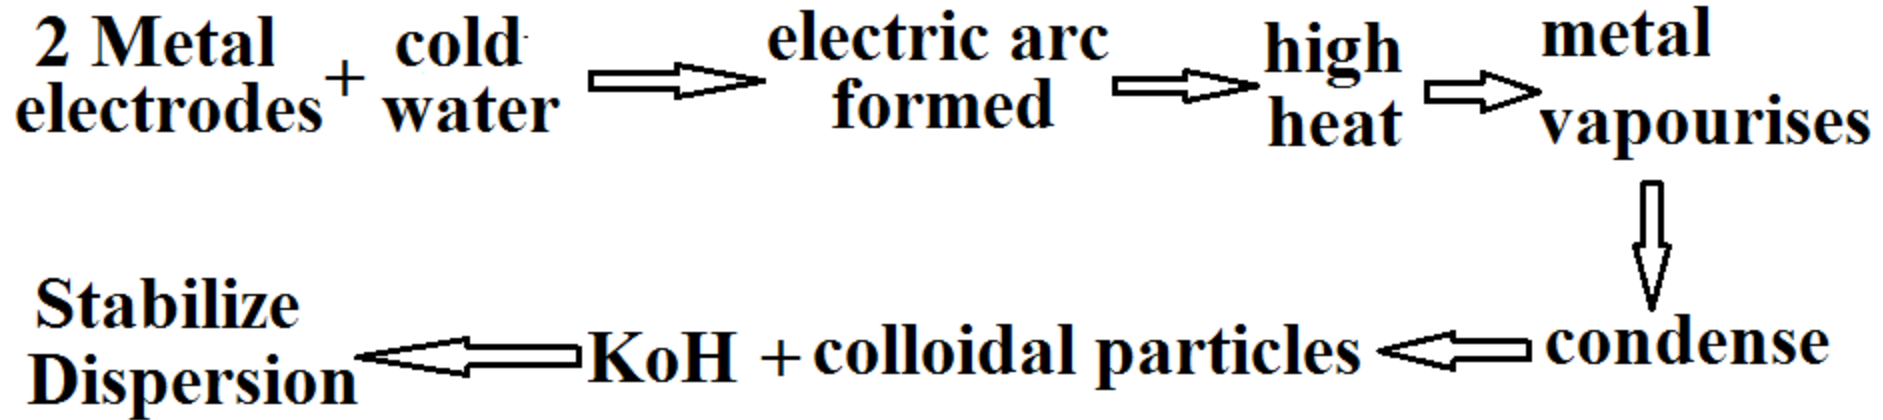 2 Metal electrodes + cold water
electric arc formed
high heat
metal vapourises
condense
KoH + colloidal particles
Stabilize Dispersion